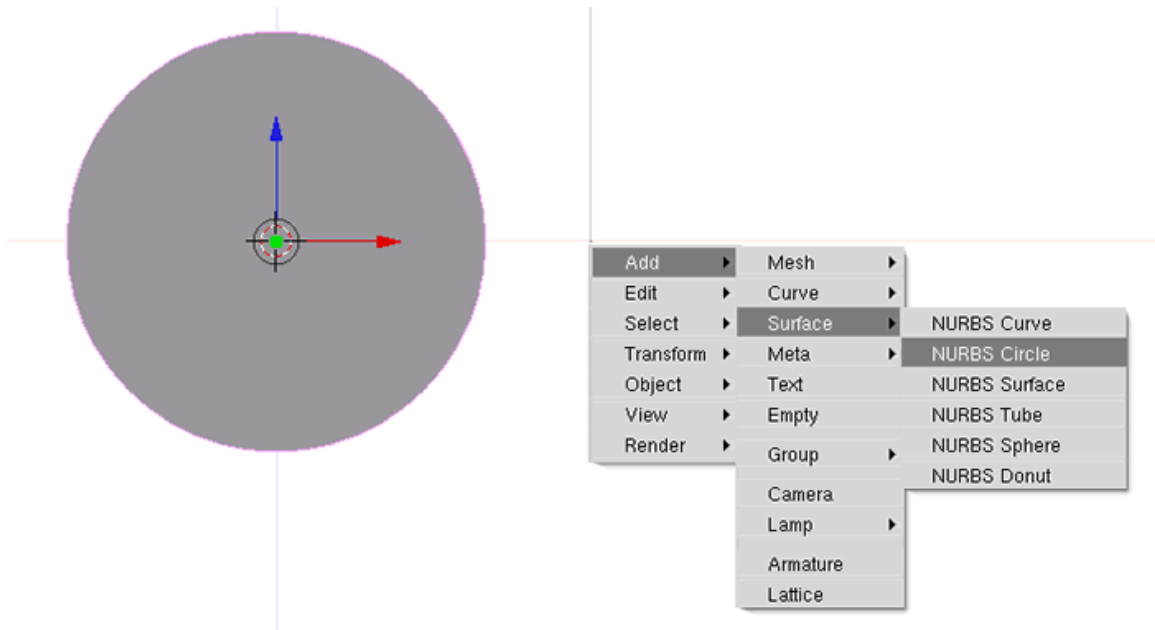 Add
Edit
Select
Transform
Object
View
Render
Mesh
Curve
Surface
Meta
Text
Empty
Group
Camera
Lamp
Armature
Lattice
NURBS Curve
NURBS Circle
NURBS Surface
NURBS Tube
NURBS Sphere
NURBS Donut